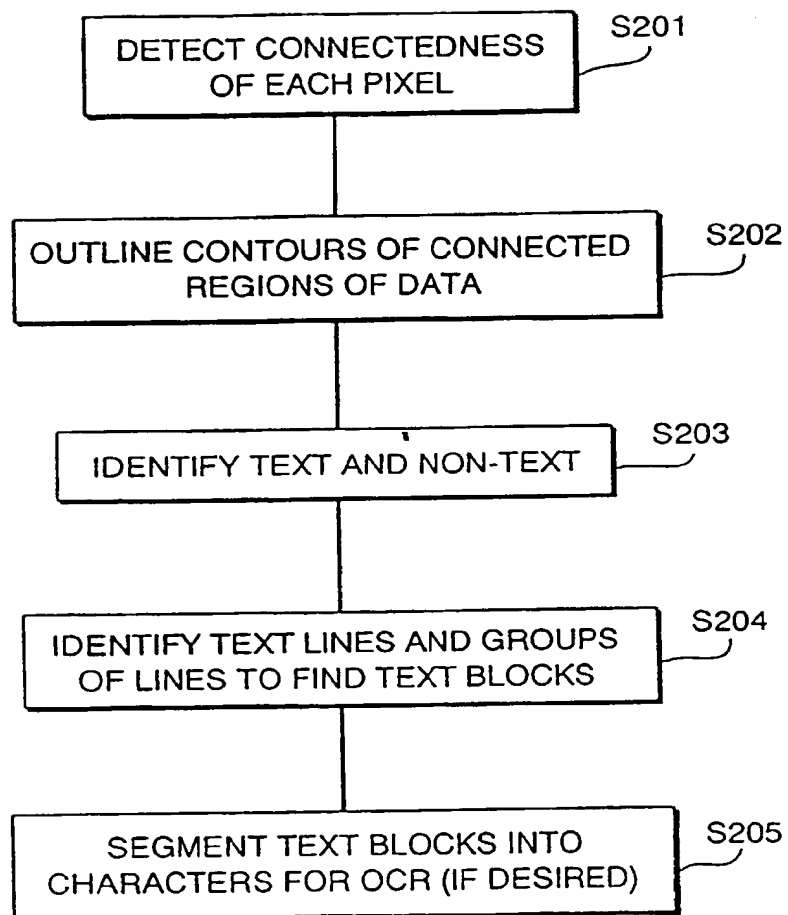 DETECT CONNECTEDNESS
OF EACH PIXEL
S201
OUTLINE CONTOURS OF CONNECTED
REGIONS OF DATA
S202
IDENTIFY TEXT AND NON-TEXT
S203
IDENTIFY TEXT LINES AND GROUPS
OF LINES TO FIND TEXT BLOCKS
S204
SEGMENT TEXT BLOCKS INTO
CHARACTERS FOR OCR (IF DESIRED)
S205